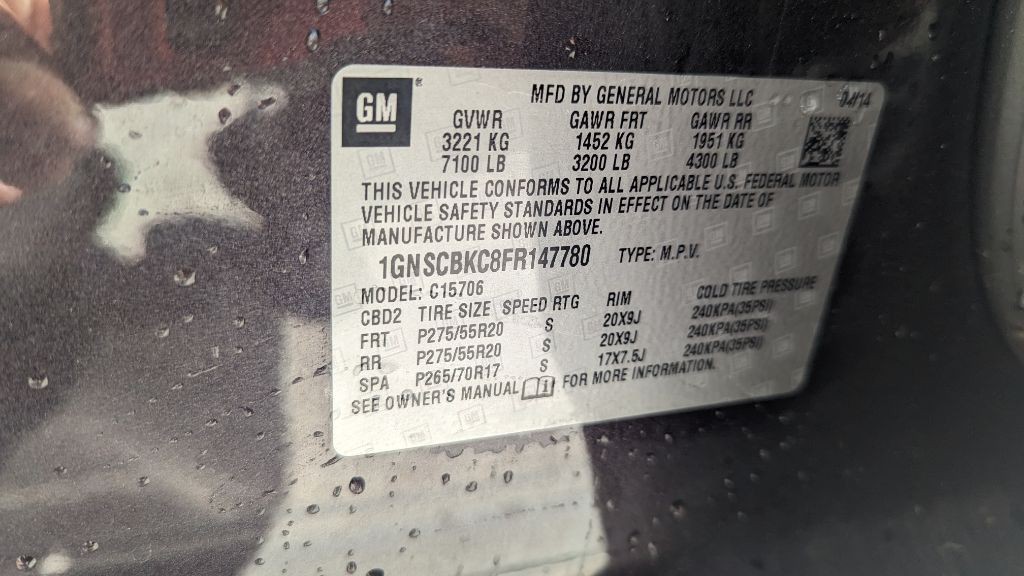 GM
MFD BY GENERAL MOTORS LLC 04/14
GVWR GAWR FRT GAWR RR
3221 KG 1452 KG 1951 KG
7100 LB 3200 LB 4300 LB
THIS VEHICLE CONFORMS TO ALL APPLICABLE U.S. FEDERAL MOTOR
VEHICLE SAFETY STANDARDS IN EFFECT ON THE DATE OF
MANUFACTURE SHOWN ABOVE.
1GNSCBKC8FR147780 TYPE: M.P.V.
MODEL: C15706
CBD2 TIRE SIZE SPEED RTG RIM COLD TIRE PRESSURE
FRT P275/55R20 S 20X9J 240KPA(35PSI)
RR P275/55R20 S 20X9J 240KPA(35PSI)
SPA P265/70R17 S 17X7.5J 240KPA(35PSI)
SEE OWNER'S MANUAL FOR MORE INFORMATION.